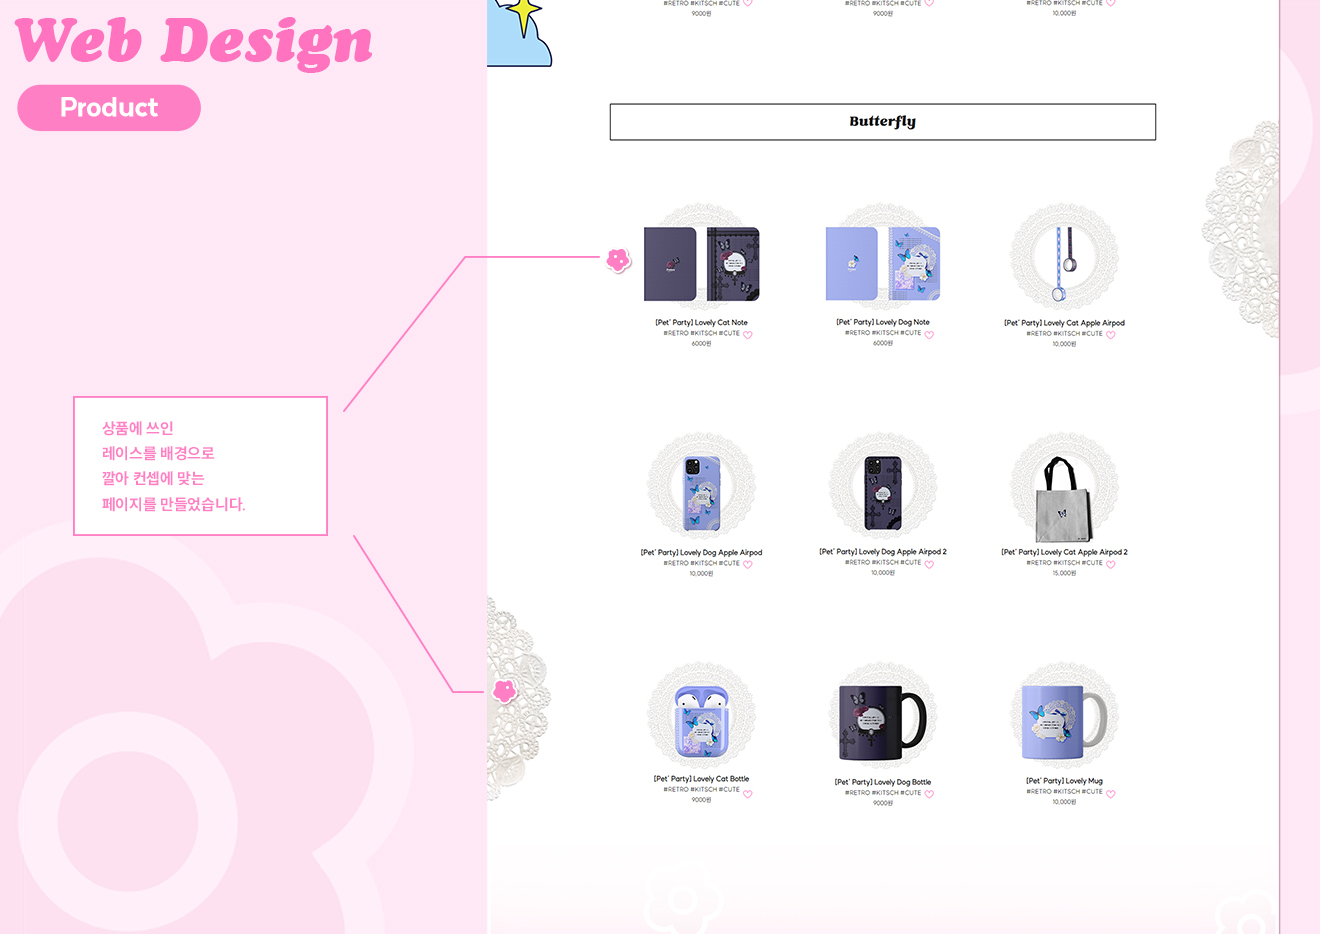 Web Design
Product
#RETRO #KITSCH #CUTE
9000원
#RETRO #KITSCH #CUTE
9000원
#RETRO #KITSCH #CUTE
10,000원
Butterfly
[Pet' Party] Lovely Cat Note
#RETRO #KITSCH #CUTE
6000원
[Pet' Party] Lovely Dog Note
#RETRO #KITSCH #CUTE
6000원
[Pet' Party] Lovely Cat Apple Airpod
#RETRO #KITSCH #CUTE
10,000원
상품에 쓰인
레이스를 배경으로
깔아 컨셉에 맞는
페이지를 만들었습니다.
[Pet' Party] Lovely Dog Apple Airpod
#RETRO #KITSCH #CUTE
10,000원
[Pet' Party] Lovely Dog Apple Airpod 2
#RETRO #KITSCH #CUTE
10,000원
[Pet' Party] Lovely Cat Apple Airpod 2
#RETRO #KITSCH #CUTE
15,000원
[Pet' Party] Lovely Cat Bottle
#RETRO #KITSCH #CUTE
9000원
[Pet' Party] Lovely Dog Bottle
#RETRO #KITSCH #CUTE
9000원
[Pet' Party] Lovely Mug
#RETRO #KITSCH #CUTE
10,000원